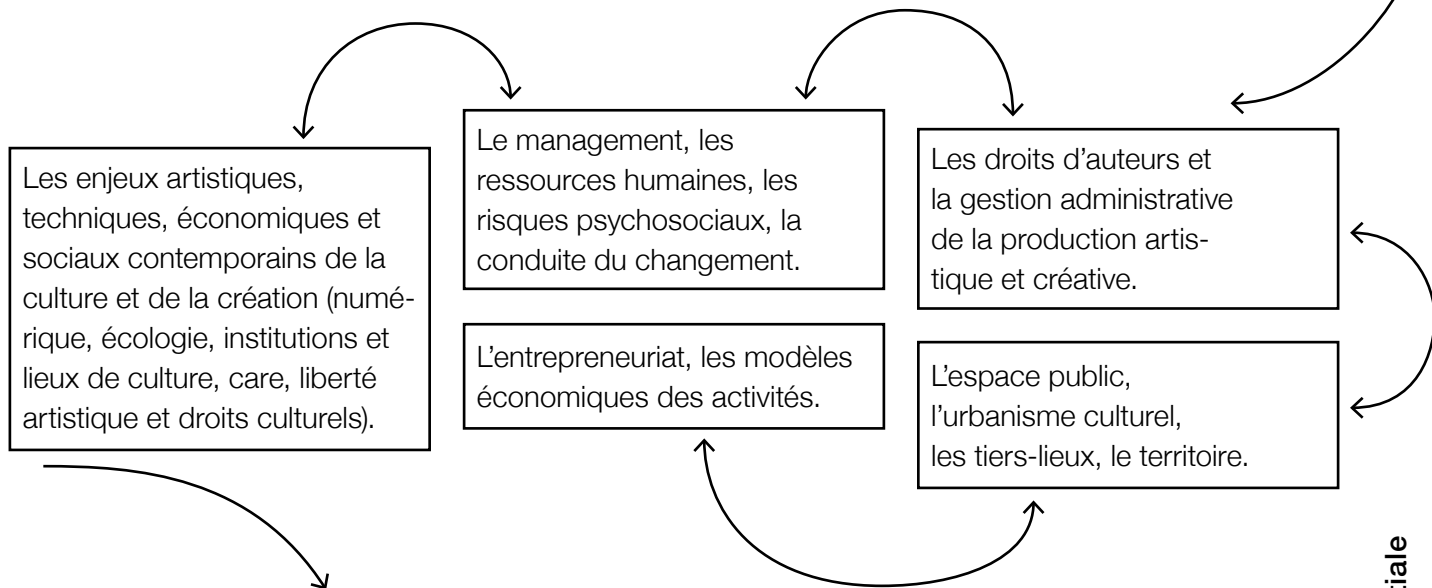 Les enjeux artistiques,
techniques, économiques et
sociaux contemporains de la
culture et de la création (numé-
rique, écologie, institutions et
lieux de culture, care, liberté
artistique et droits culturels).
Le management, les
ressources humaines, les
risques psychosociaux, la
conduite du changement.
L’entrepreneuriat, les modèles
économiques des activités.
Les droits d’auteurs et
la gestion administrative
de la production artis-
tique et créative.
L’espace public,
l’urbanisme culturel,
les tiers-lieux, le territoire.